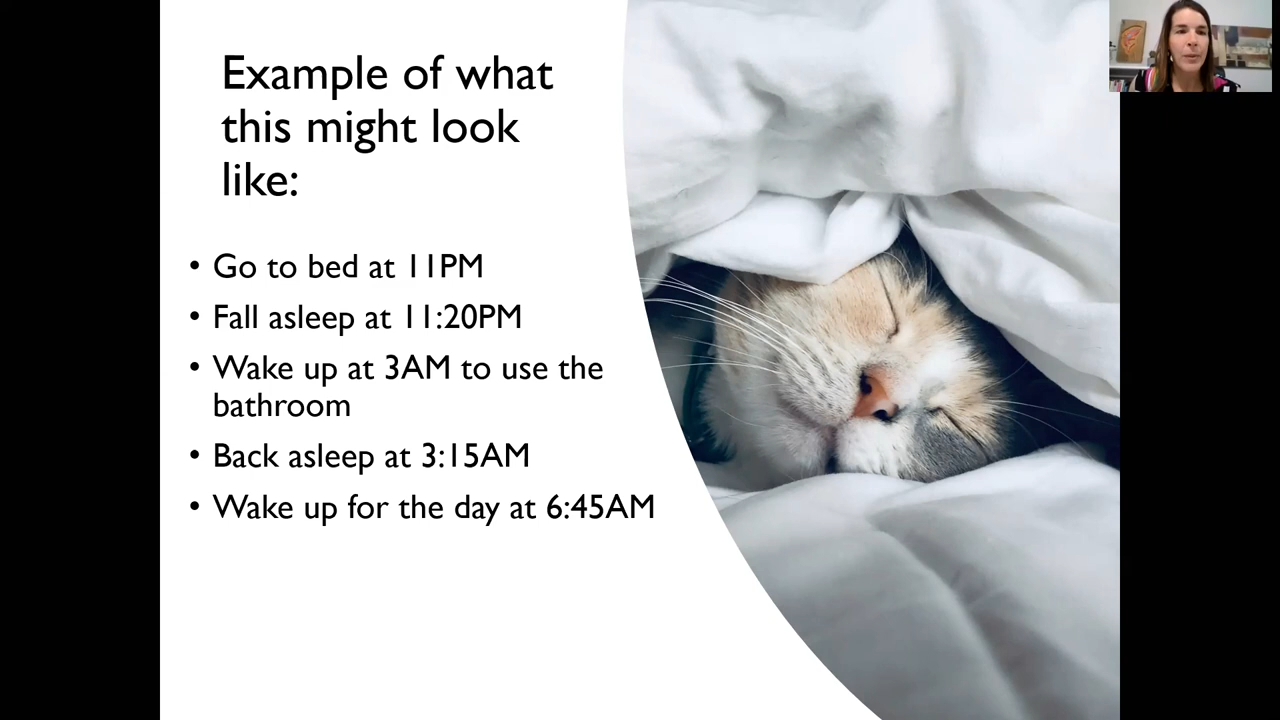 Example of what
this might look
like:
• Go to bed at 11PM
• Fall asleep at 11:20PM
• Wake up at 3AM to use the
bathroom
• Back asleep at 3:15AM
• Wake up for the day at 6:45AM